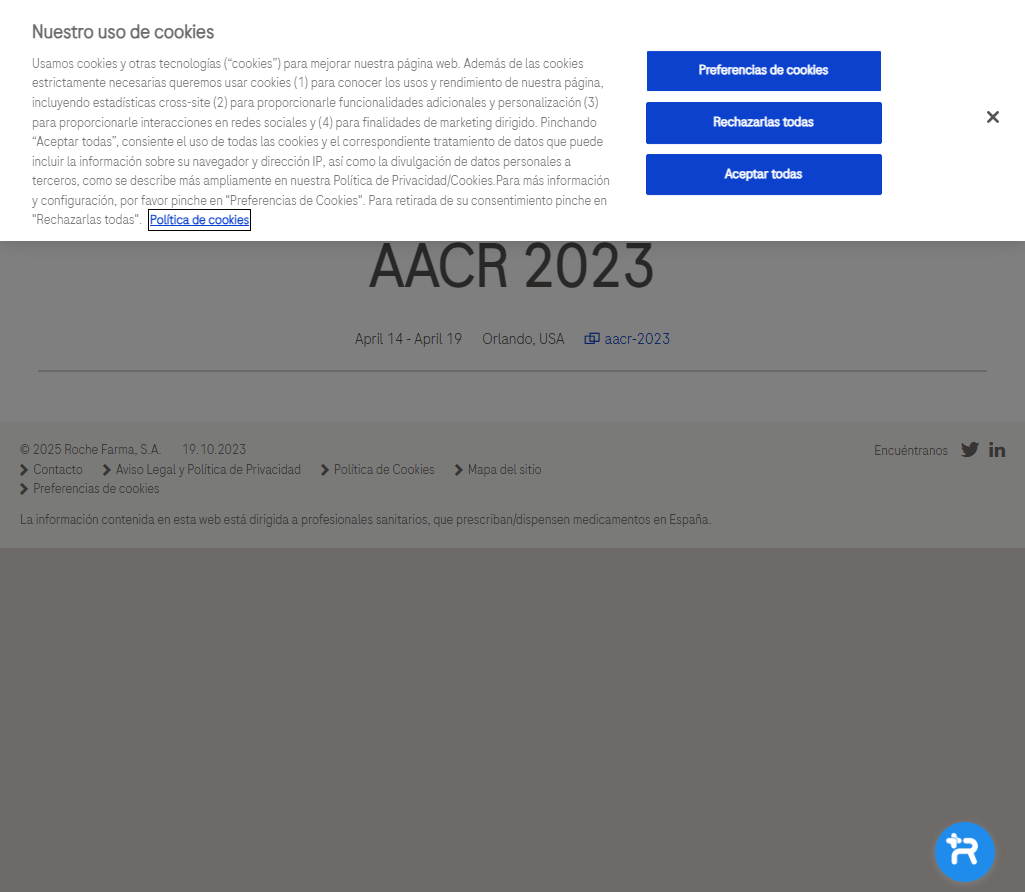 Nuestro uso de cookies
Usamos cookies y otras tecnologías (“cookies”) para mejorar nuestra página web. Además de las cookies
estrictamente necesarias queremos usar cookies (1) para conocer los usos y rendimiento de nuestra página,
incluyendo estadísticas cross-site (2) para proporcionarle funcionalidades adicionales y personalización (3)
para proporcionarle interacciones en redes sociales y (4) para finalidades de marketing dirigido. Pinchando
“Aceptar todas”, consiente el uso de todas las cookies y el correspondiente tratamiento de datos que puede
incluir la información sobre su navegador y dirección IP, así como la divulgación de datos personales a
terceros, como se describe más ampliamente en nuestra Política de Privacidad/Cookies.Para más información
y configuración, por favor pinche en "Preferencias de Cookies". Para retirada de su consentimiento pinche en
"Rechazarlas todas". Política de cookies
Preferencias de cookies
Rechazarlas todas
Aceptar todas
AACR 2023
April 14 - April 19 Orlando, USA aacr-2023
© 2025 Roche Farma, S.A. 19.10.2023
Encuéntranos
Contacto Aviso Legal y Política de Privacidad Política de Cookies Mapa del sitio
Preferencias de cookies
La información contenida en esta web está dirigida a profesionales sanitarios, que prescriban/dispensen medicamentos en España.